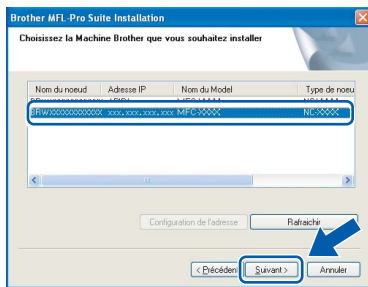 Brother MFL-Pro Suite Installation
Choisissez la Machine Brother que vous souhaitez installer
Nom du noeud Adresse IP Nom du Model Type de noeu
BRWXXXXXXXXXXXX xxx.xxx.xxx.xxx MFC-XXXX NC-XXXX
Configuration de l'adresse Rafraichir
< Précédent Suivant > Annuler